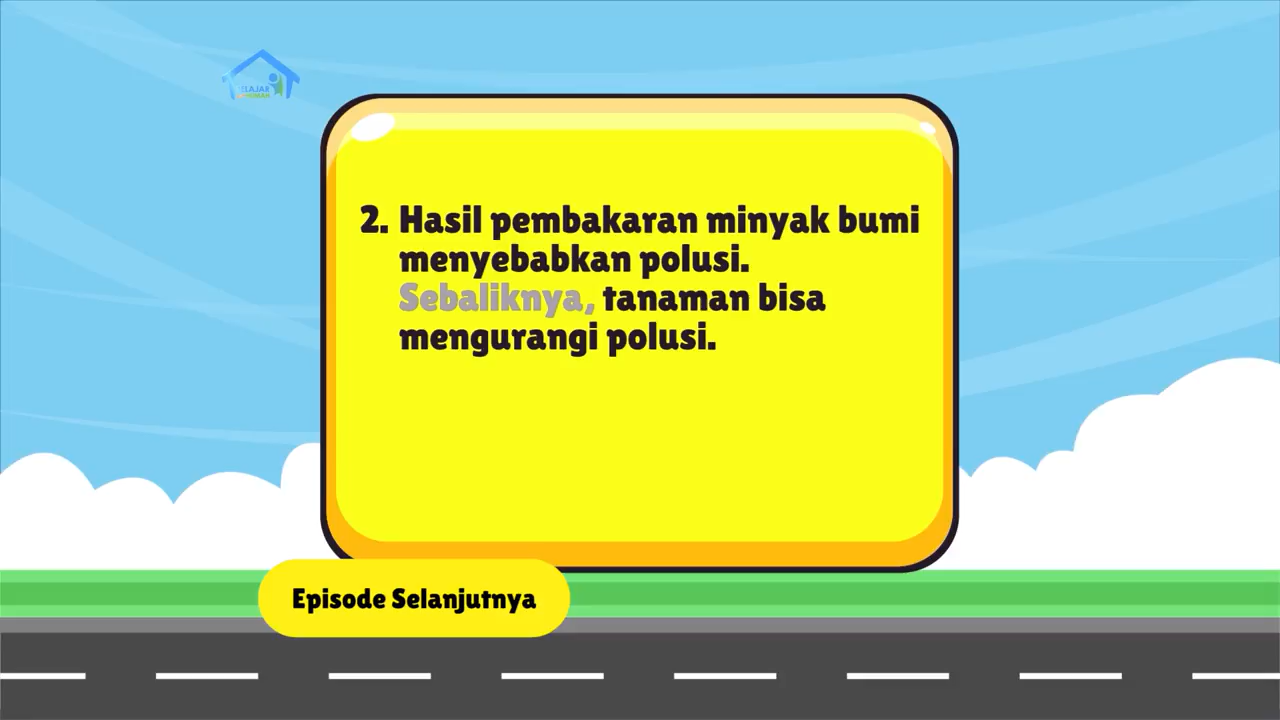 2. Hasil pembakaran minyak bumi
menyebabkan polusi.
Sebaliknya, tanaman bisa
mengurangi polusi.
Episode Selanjutnya